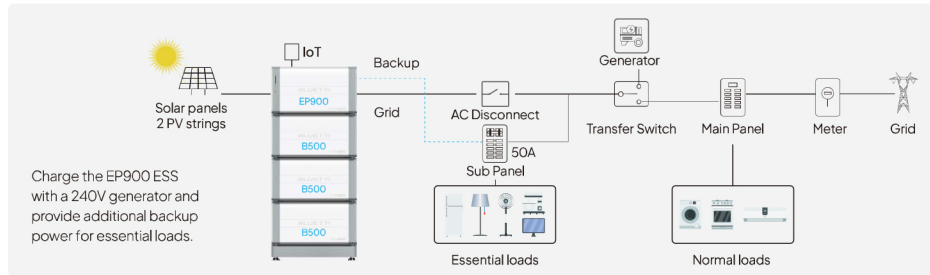 IoT
Generator
Backup
Grid
Solar panels
2 PV strings
BLUETTI
EP900
B500
B500
B500
AC Disconnect
50A
Sub Panel
Transfer Switch
Main Panel
Meter
Grid
Charge the EP900 ESS
with a 240V generator and
provide additional backup
power for essential loads.
Essential loads
Normal loads